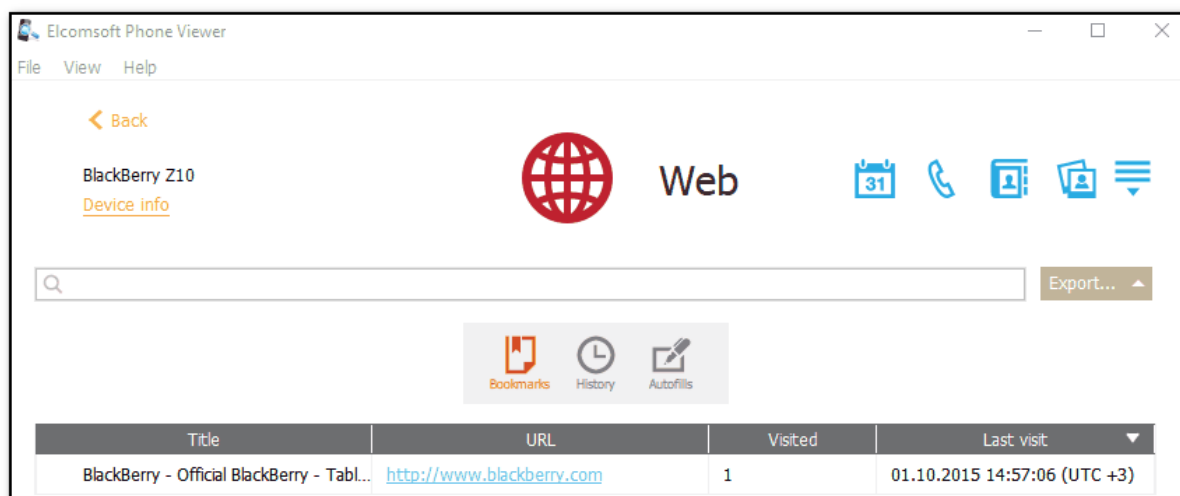 Elcomsoft Phone Viewer
File View Help
Back
BlackBerry Z10
Device info
Web
31
Export...
Bookmarks History Autofills
Title URL Visited Last visit
BlackBerry - Official BlackBerry - Tabl... http://www.blackberry.com 1 01.10.2015 14:57:06 (UTC +3)